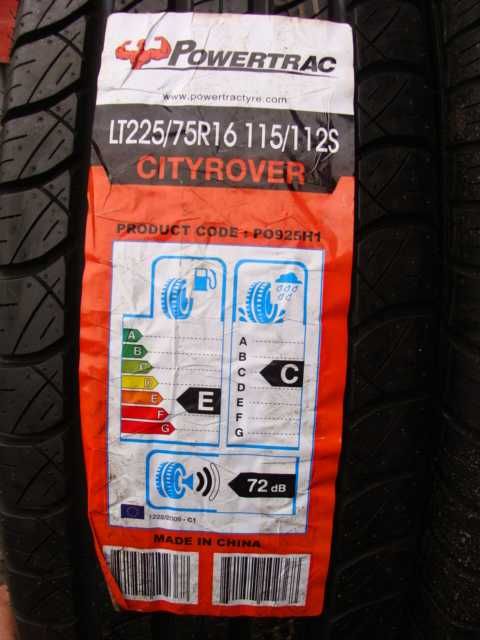 POWERTRAC
www.powertractyre.com
LT225/75R16 115/112S
CITYROVER
PRODUCT CODE : PO925H1
A
B
C
D
E
F
G
E
A
B
C
D
E
F
G
C
72 dB
1222/2009 - C1
MADE IN CHINA